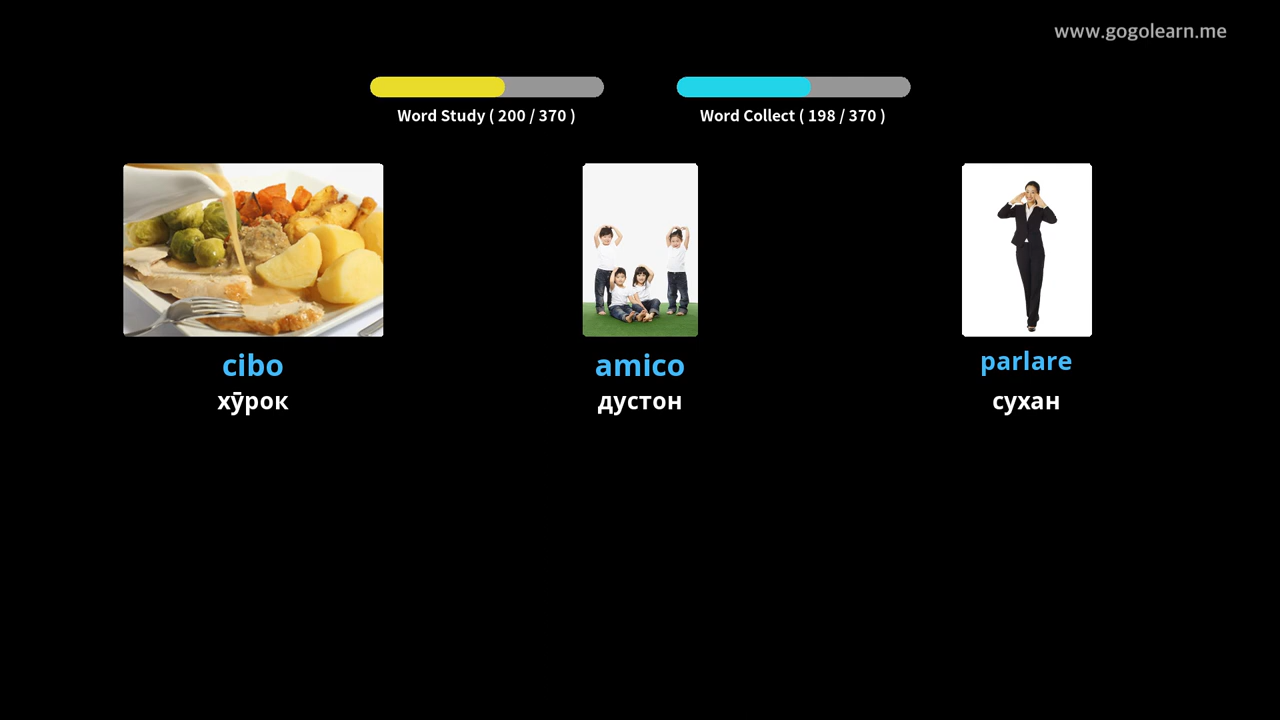 www.gogolearn.me
Word Study ( 200 / 370 )
Word Collect ( 198 / 370 )
cibo
хӯрок
amico
дустон
parlare
сухан